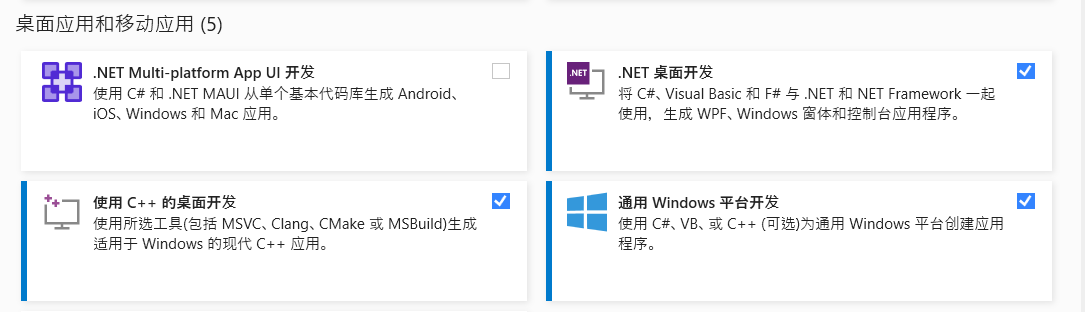 桌面应用和移动应用 (5)
.NET Multi-platform App UI 开发
使用 C# 和 .NET MAUI 从单个基本代码库生成 Android、
iOS、Windows 和 Mac 应用。
.NET
.NET 桌面开发
将 C#、Visual Basic 和 F# 与 .NET 和 NET Framework 一起
使用，生成 WPF、Windows 窗体和控制台应用程序。
使用 C++ 的桌面开发
使用所选工具(包括 MSVC、Clang、CMake 或 MSBuild)生成
适用于 Windows 的现代 C++ 应用。
通用 Windows 平台开发
使用 C#、VB、或 C++ (可选)为通用 Windows 平台创建应用
程序。